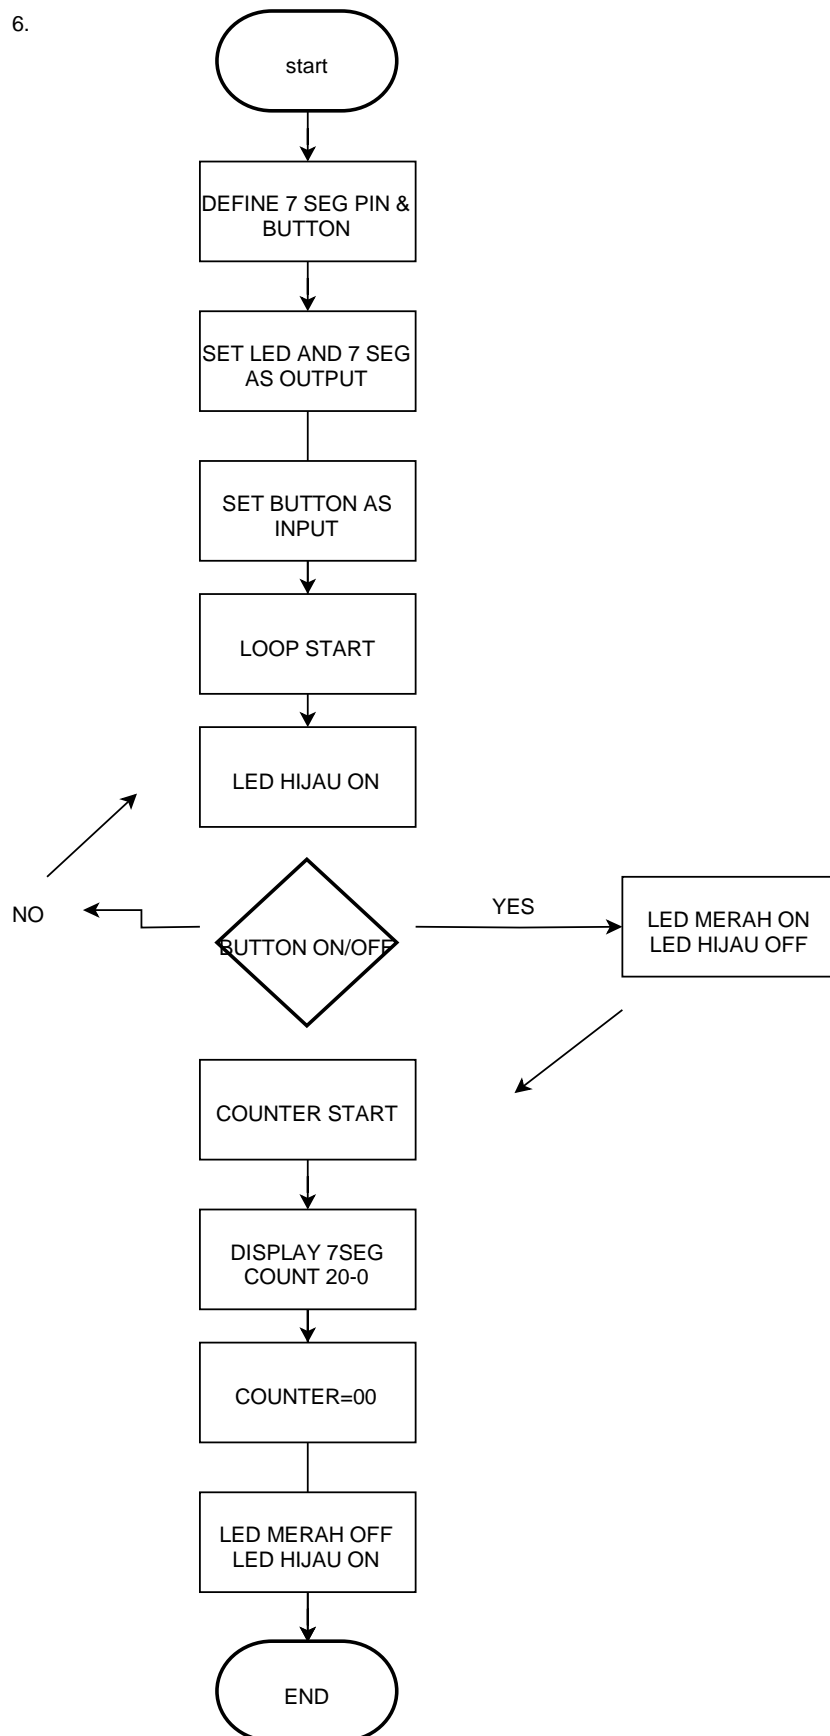 6.
start
DEFINE 7 SEG PIN &
BUTTON
SET LED AND 7 SEG
AS OUTPUT
SET BUTTON AS
INPUT
LOOP START
LED HIJAU ON
NO
BUTTON ON/OFF
YES
LED MERAH ON
LED HIJAU OFF
COUNTER START
DISPLAY 7SEG
COUNT 20-0
COUNTER=00
LED MERAH OFF
LED HIJAU ON
END